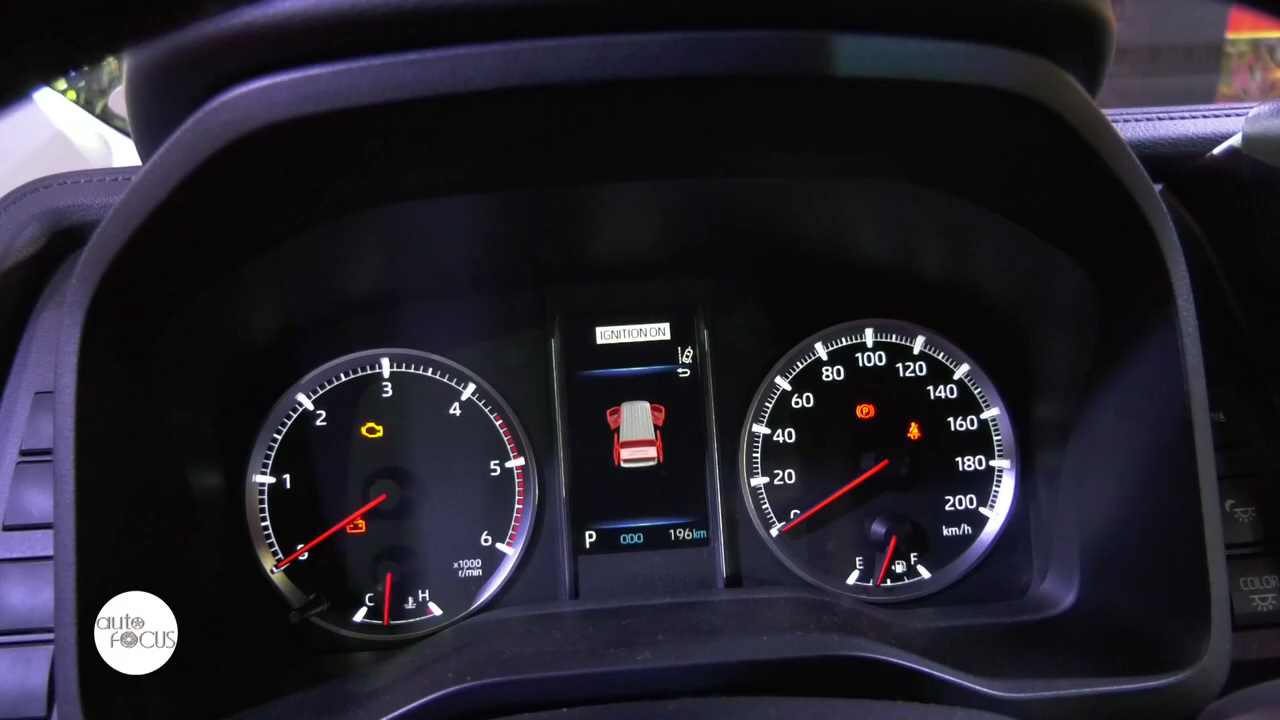 IGNITION ON
0
1
2
3
4
5
6
x1000
r/min
C
H
P
ODO
196km
0
20
40
60
80
100
120
140
160
180
200
km/h
P
E
F
COLOR
auto
FOCUS